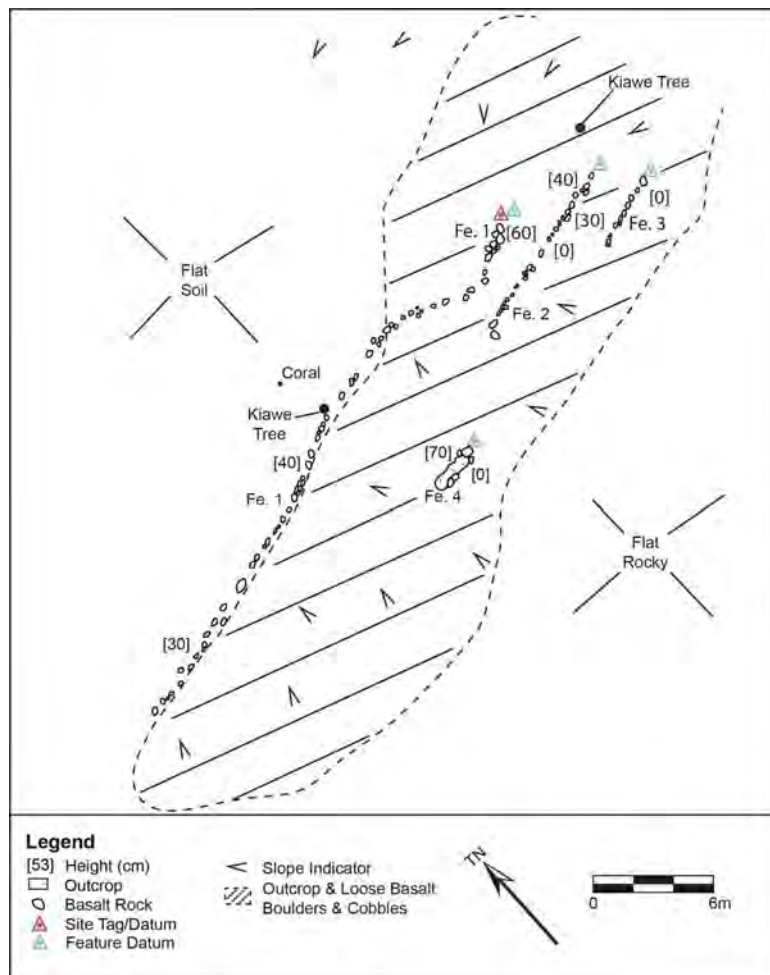 Kiawe Tree
[40]
[0]
Fe. 1
[60]
[30]
Fe. 3
[0]
Flat
Soil
Fe. 2
Coral
Kiawe
Tree
[40]
[70]
[0]
Fe. 1
Fe. 4
Flat
Rocky
[30]
Legend
[53] Height (cm)
Outcrop
Basalt Rock
Site Tag/Datum
Feature Datum
Slope Indicator
Outcrop & Loose Basalt
Boulders & Cobbles
TN
0
6m